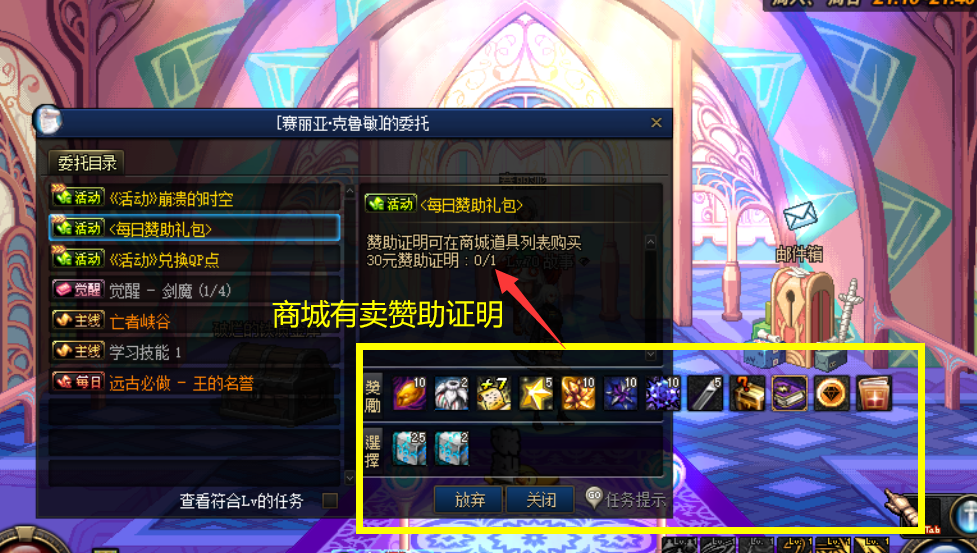 [赛丽亚·克鲁敏]的委托
委托目录
活动 《活动》崩溃的时空
活动 <每日赞助礼包>
活动 《活动》兑换QP点
觉醒 觉醒 - 剑魔 (1/4)
主线 亡者峡谷
主线 学习技能 1
每日 远古必做 - 王的名誉
查看符合Lv的任务
活动 <每日赞助礼包>
赞助证明可在商城道具列表购买
30元赞助证明：0/1
商城有卖赞助证明
奖励
10 2 +7 5 10 10 10 5
選擇
25 2
放弃 关闭 GO 任务提示
邮件箱
Tab